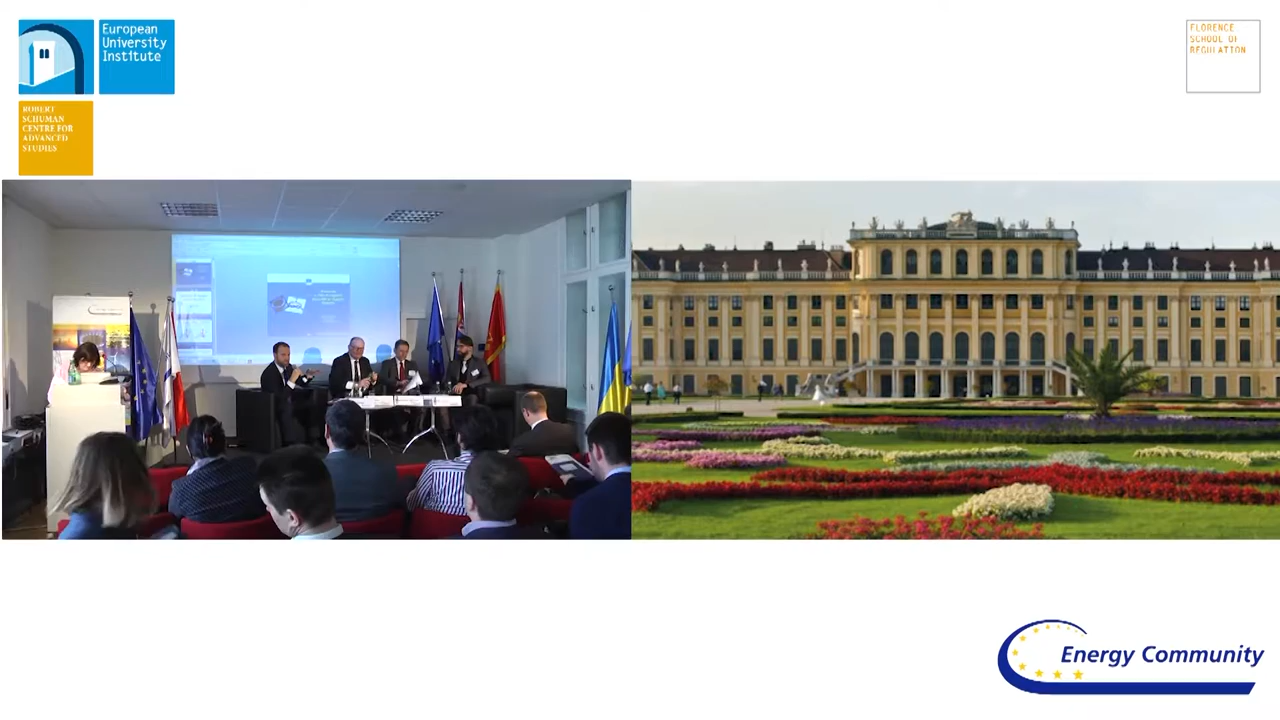 European
University
Institute
ROBERT
SCHUMAN
CENTRE FOR
ADVANCED
STUDIES
FLORENCE
SCHOOL OF
REGULATION
Energy Community